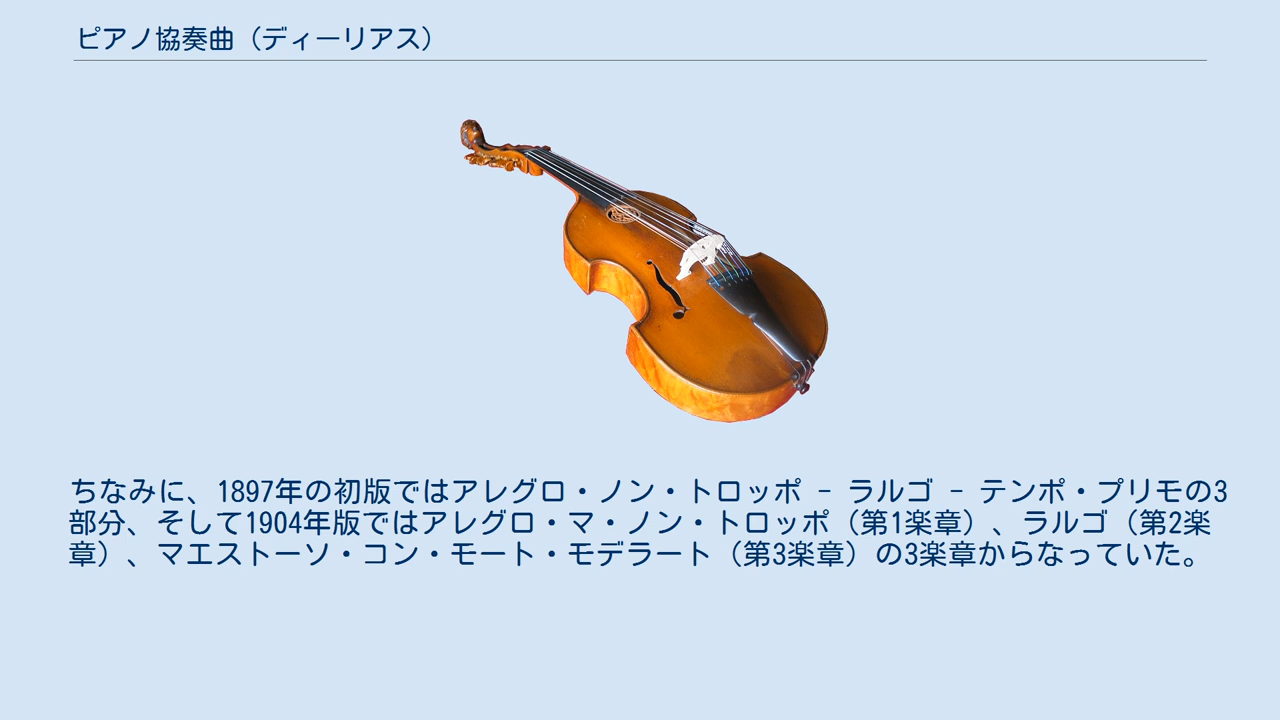 ピアノ協奏曲（ディーリアス）
ちなみに、1897年の初版ではアレグロ・ノン・トロッポ - ラルゴ - テンポ・プリモの3
部分、そして1904年版ではアレグロ・マ・ノン・トロッポ（第1楽章）、ラルゴ（第2楽
章）、マエストーソ・コン・モート・モデラート（第3楽章）の3楽章からなっていた。